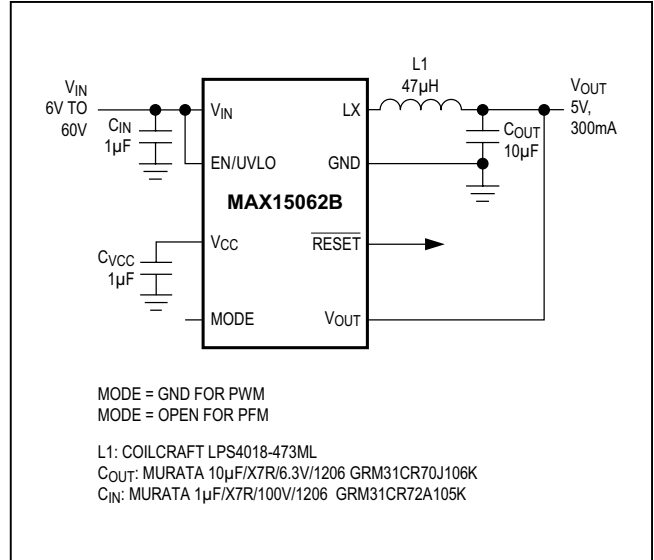 L1
47µH
VIN
6V TO
60V
CIN
1µF
VIN
LX
VOUT
5V,
300mA
COUT
10µF
EN/UVLO
GND
MAX15062B
CVCC
1µF
VCC
RESET
MODE
VOUT
MODE = GND FOR PWM
MODE = OPEN FOR PFM
L1: COILCRAFT LPS4018-473ML
COUT: MURATA 10µF/X7R/6.3V/1206 GRM31CR70J106K
CIN: MURATA 1µF/X7R/100V/1206 GRM31CR72A105K